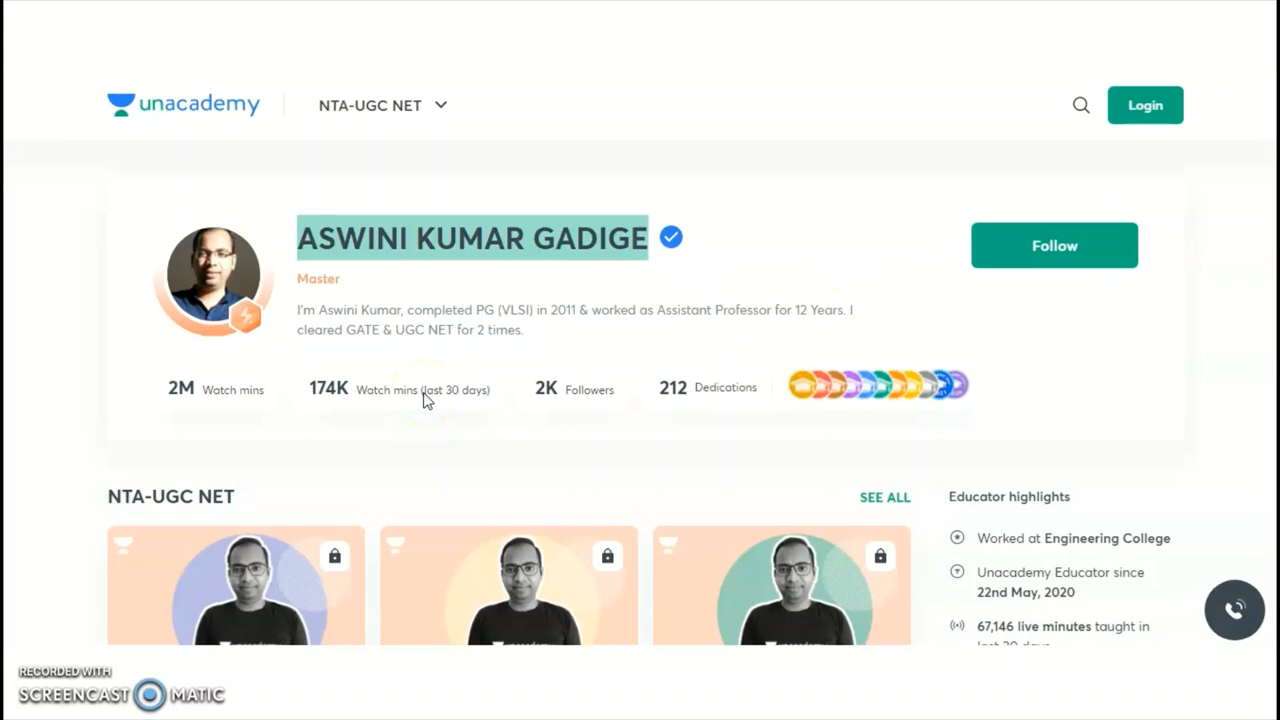 unacademy
NTA-UGC NET
Login
ASWINI KUMAR GADIGE
Follow
Master
I'm Aswini Kumar, completed PG (VLSI) in 2011 & worked as Assistant Professor for 12 Years. I
cleared GATE & UGC NET for 2 times.
2M Watch mins
174K Watch mins (last 30 days)
2K Followers
212 Dedications
NTA-UGC NET
SEE ALL
Educator highlights
Worked at Engineering College
Unacademy Educator since
22nd May, 2020
67,146 live minutes taught in
last 30 days
RECORDED WITH
SCREENCAST MATIC